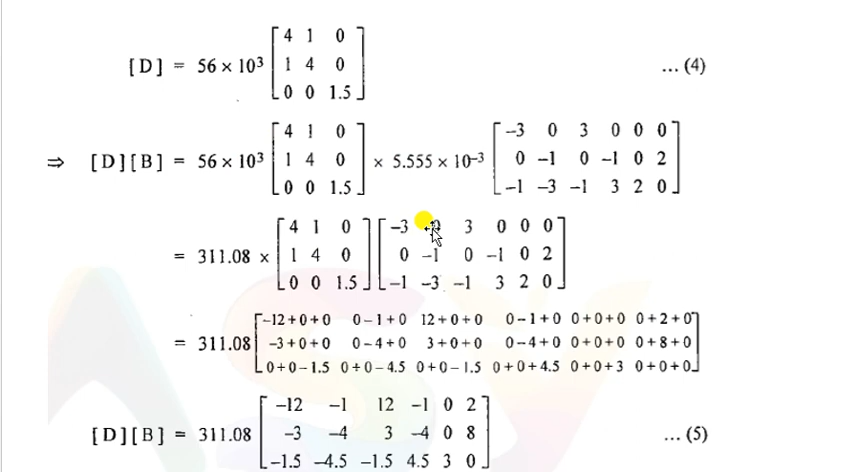 [D] = 56 × 10³ [4 1 0; 1 4 0; 0 0 1.5] ... (4)
⇒ [D][B] = 56 × 10³ [4 1 0; 1 4 0; 0 0 1.5] × 5.555 × 10⁻³ [−3 0 3 0 0 0; 0 −1 0 −1 0 2; −1 −3 −1 3 2 0]
= 311.08 × [4 1 0; 1 4 0; 0 0 1.5] [−3 0 3 0 0 0; 0 −1 0 −1 0 2; −1 −3 −1 3 2 0]
= 311.08 [−12+0+0 0−1+0 12+0+0 0−1+0 0+0+0 0+2+0; −3+0+0 0−4+0 3+0+0 0−4+0 0+0+0 0+8+0; 0+0−1.5 0+0−4.5 0+0−1.5 0+0+4.5 0+0+3 0+0+0]
[D][B] = 311.08 [−12 −1 12 −1 0 2; −3 −4 3 −4 0 8; −1.5 −4.5 −1.5 4.5 3 0] ... (5)